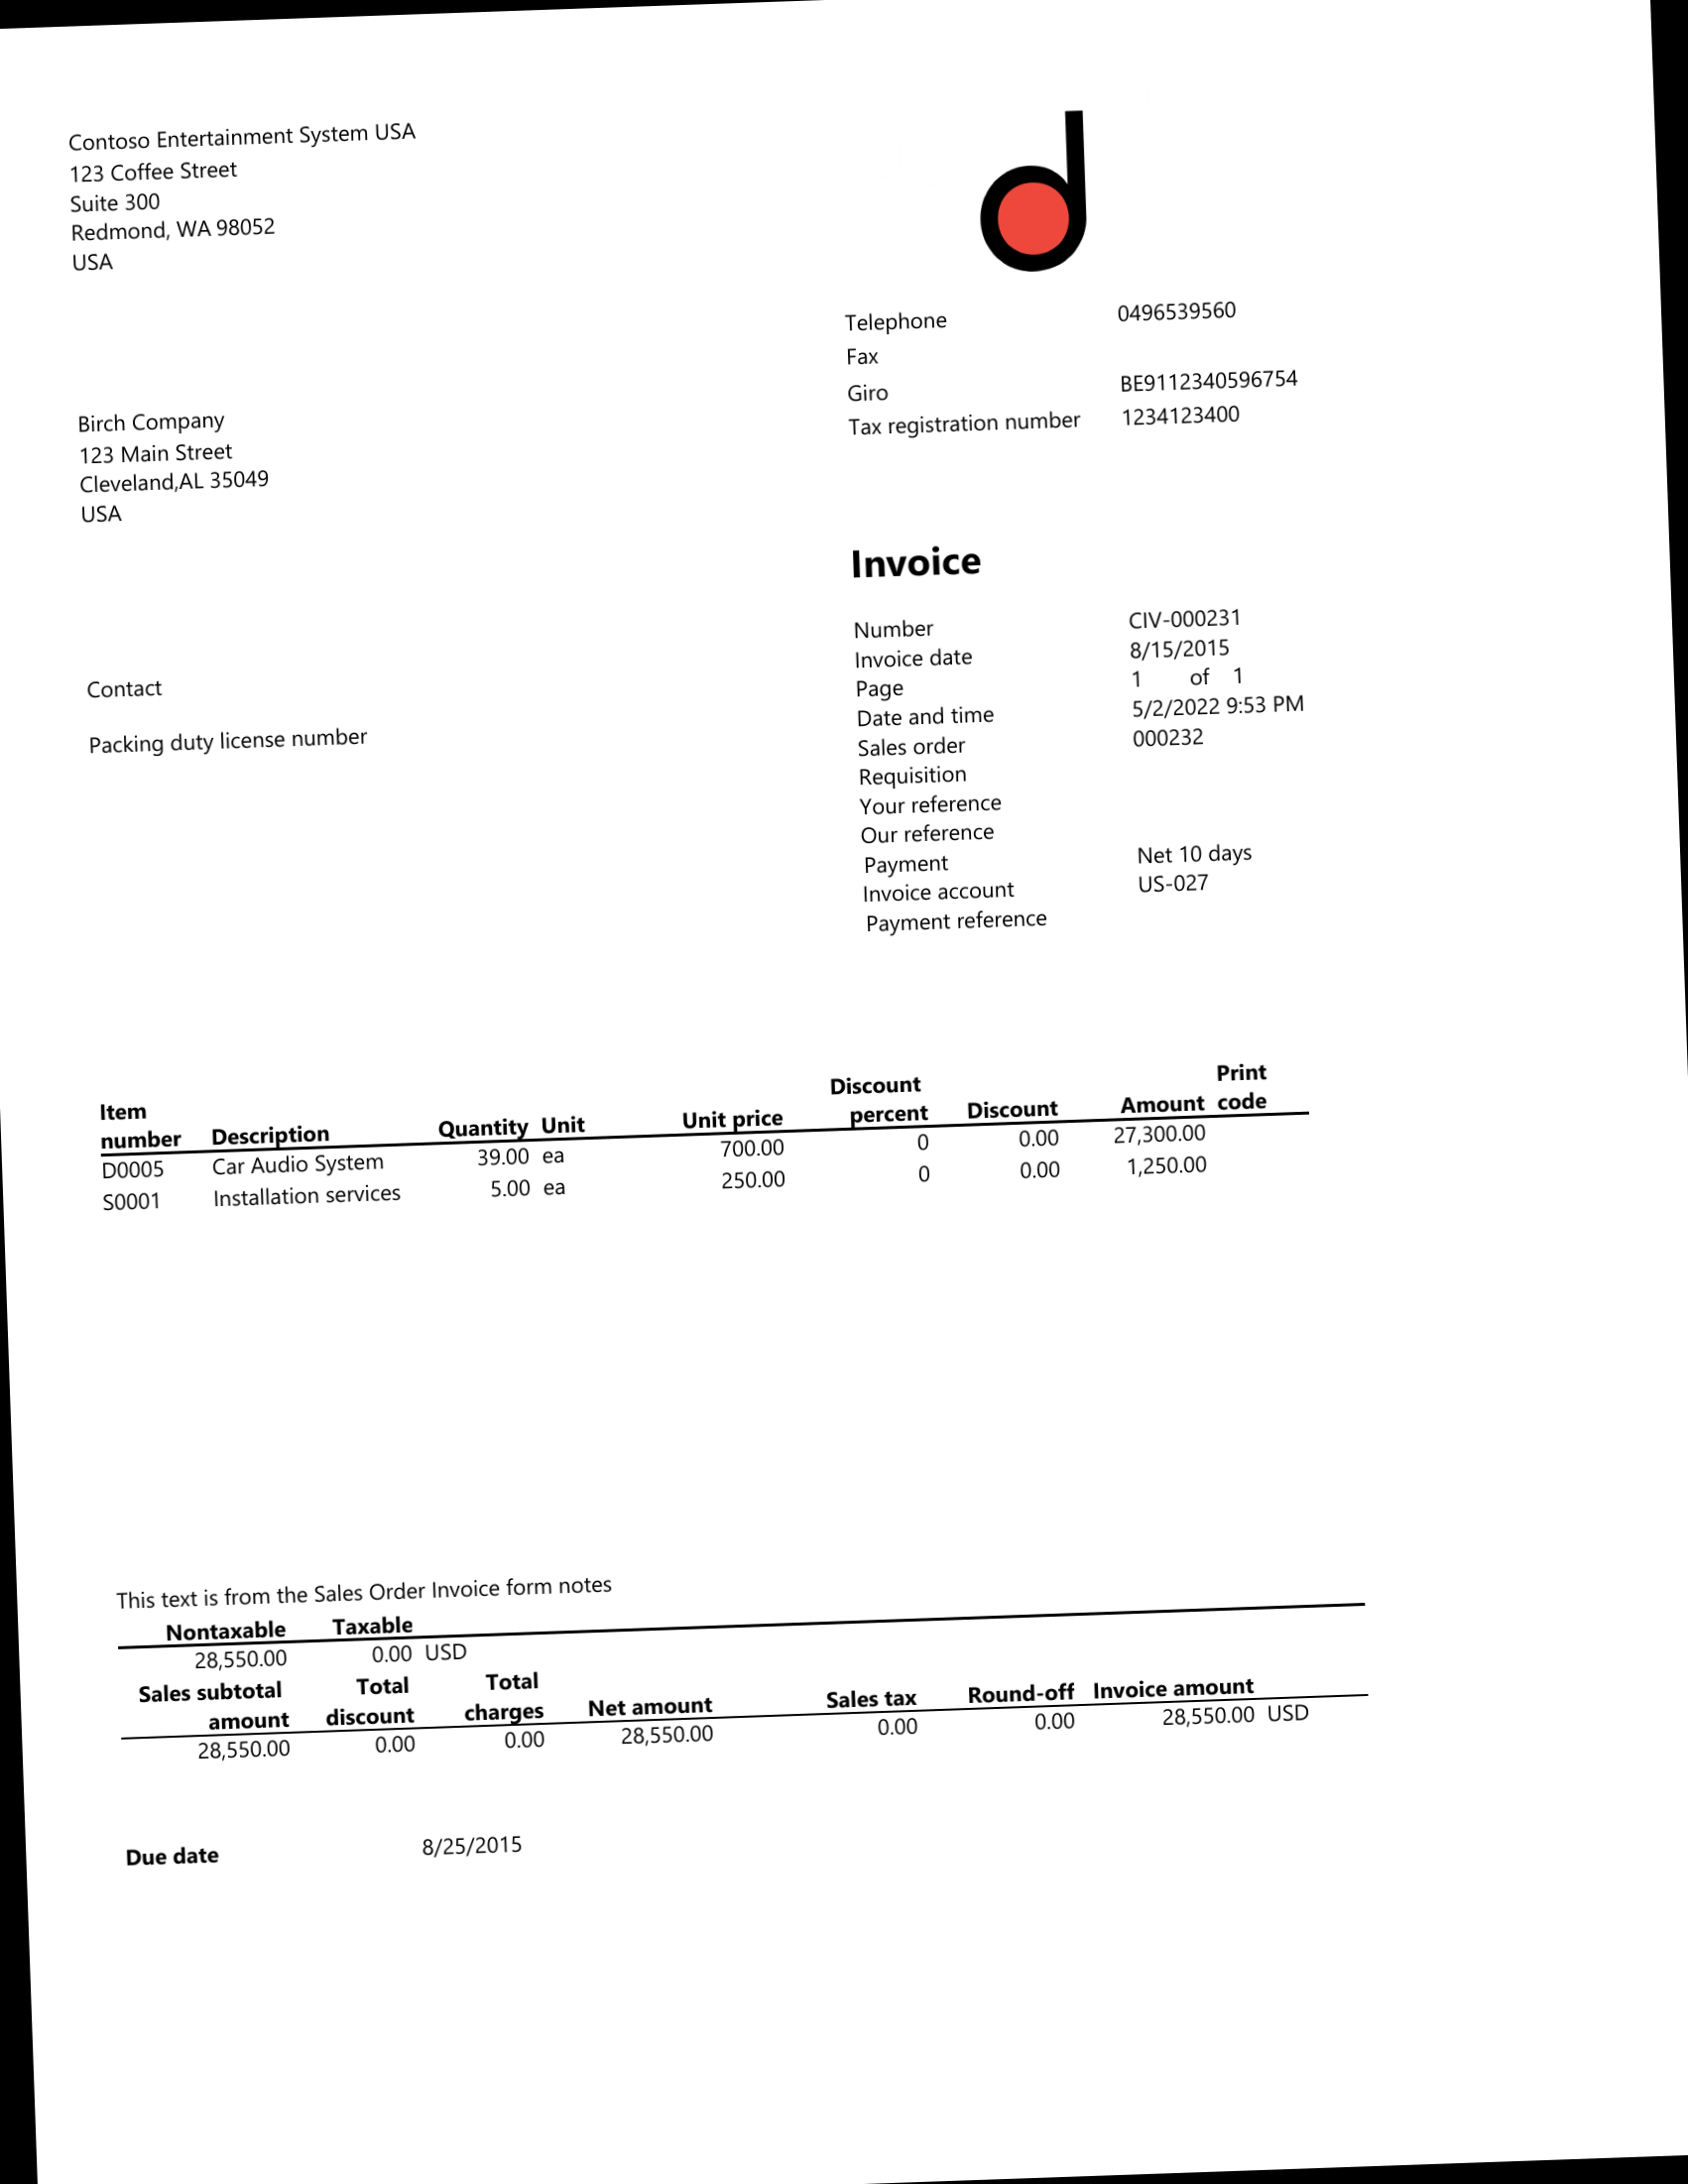 Contoso Entertainment System USA
123 Coffee Street
Suite 300
Redmond, WA 98052
USA
Telephone 0496539560
Fax
Giro BE9112340596754
Tax registration number 1234123400
Birch Company
123 Main Street
Cleveland,AL 35049
USA
Invoice
Number CIV-000231
Invoice date 8/15/2015
Page 1 of 1
Date and time 5/2/2022 9:53 PM
Sales order 000232
Requisition
Your reference
Our reference
Payment Net 10 days
Invoice account US-027
Payment reference
Contact
Packing duty license number
Item number Description Quantity Unit Unit price Discount percent Discount Amount Print code
D0005 Car Audio System 39.00 ea 700.00 0 0.00 27,300.00
S0001 Installation services 5.00 ea 250.00 0 0.00 1,250.00
This text is from the Sales Order Invoice form notes
Nontaxable Taxable
28,550.00 0.00 USD
Sales subtotal amount Total discount Total charges Net amount Sales tax Round-off Invoice amount
28,550.00 0.00 0.00 28,550.00 0.00 0.00 28,550.00 USD
Due date 8/25/2015